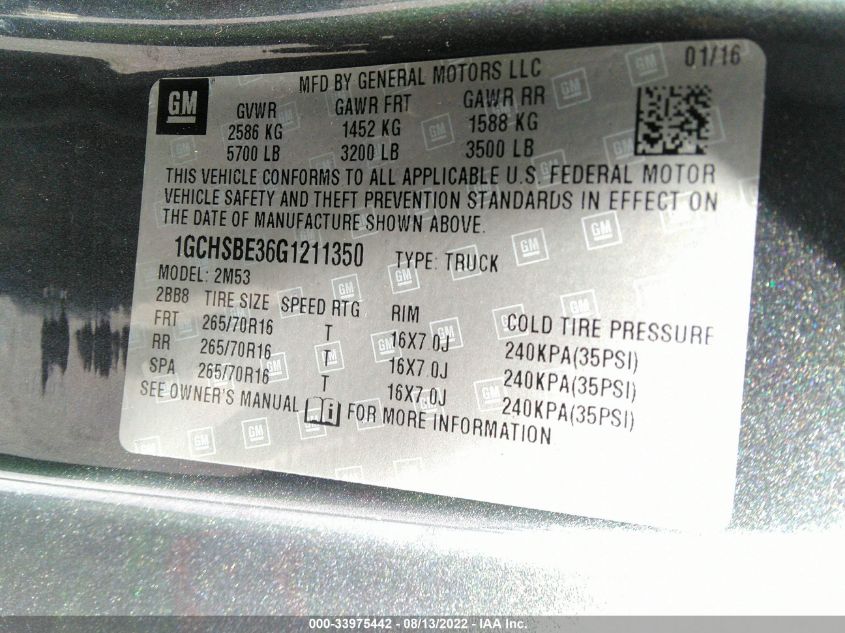 MFD BY GENERAL MOTORS LLC 01/16
GM
GVWR GAWR FRT GAWR RR
2586 KG 1452 KG 1588 KG
5700 LB 3200 LB 3500 LB
THIS VEHICLE CONFORMS TO ALL APPLICABLE U.S. FEDERAL MOTOR
VEHICLE SAFETY AND THEFT PREVENTION STANDARDS IN EFFECT ON
THE DATE OF MANUFACTURE SHOWN ABOVE.
1GCHSBE36G1211350 TYPE: TRUCK
MODEL: 2M53
2BB8 TIRE SIZE SPEED RTG RIM COLD TIRE PRESSURE
FRT 265/70R16 T 16X7.0J 240KPA(35PSI)
RR 265/70R16 T 16X7.0J 240KPA(35PSI)
SPA 265/70R16 T 16X7.0J 240KPA(35PSI)
SEE OWNER'S MANUAL FOR MORE INFORMATION
000-33975442 - 08/13/2022 - IAA Inc.